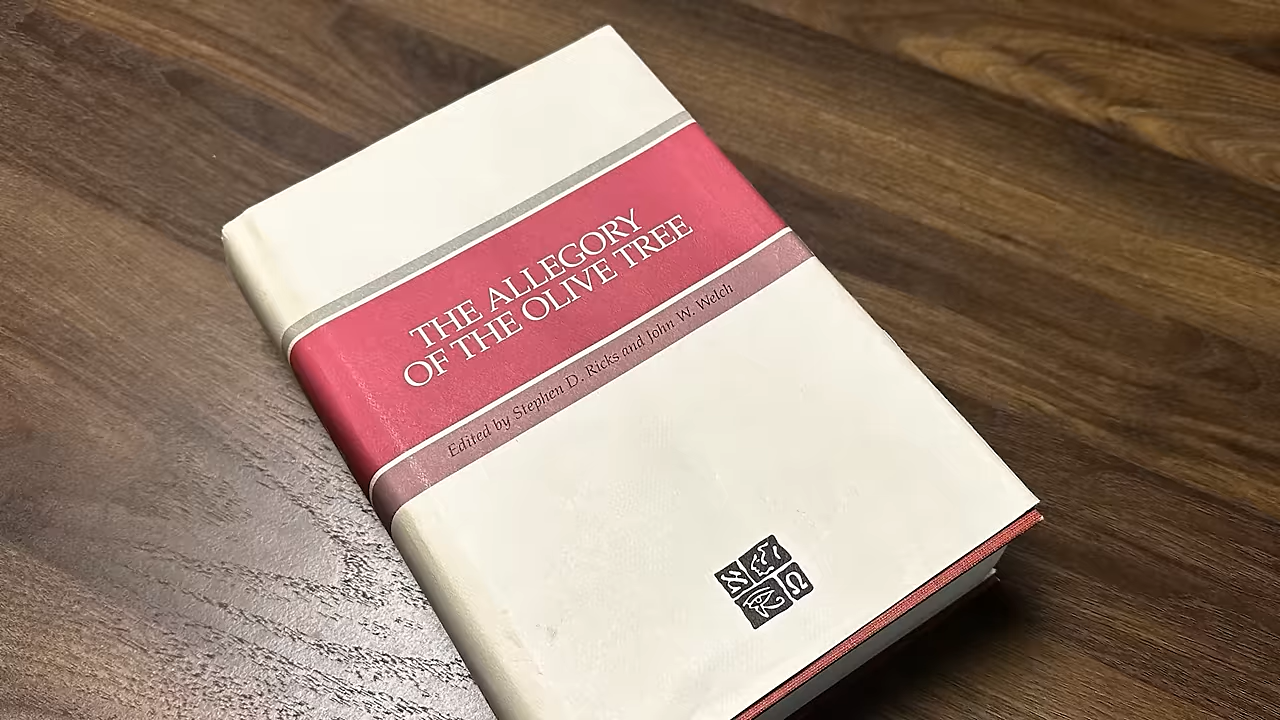 THE ALLEGORY
OF THE OLIVE TREE
Edited by Stephen D. Ricks and John W. Welch